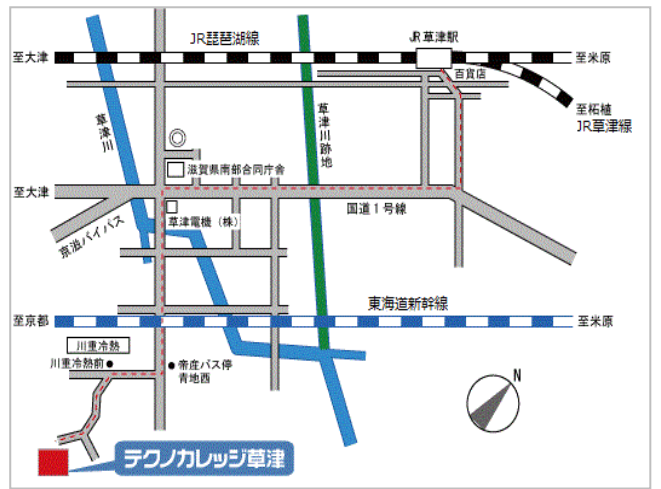 JR琵琶湖線
JR草津駅
至大津
至米原
百貨店
至柘植
JR草津線
草津川
草津川跡地
滋賀県南部合同庁舎
至大津
国道1号線
草津電機（株）
京滋バイパス
東海道新幹線
至京都
至米原
川重冷熱
川重冷熱前
帝産バス停
青地西
N
テクノカレッジ草津